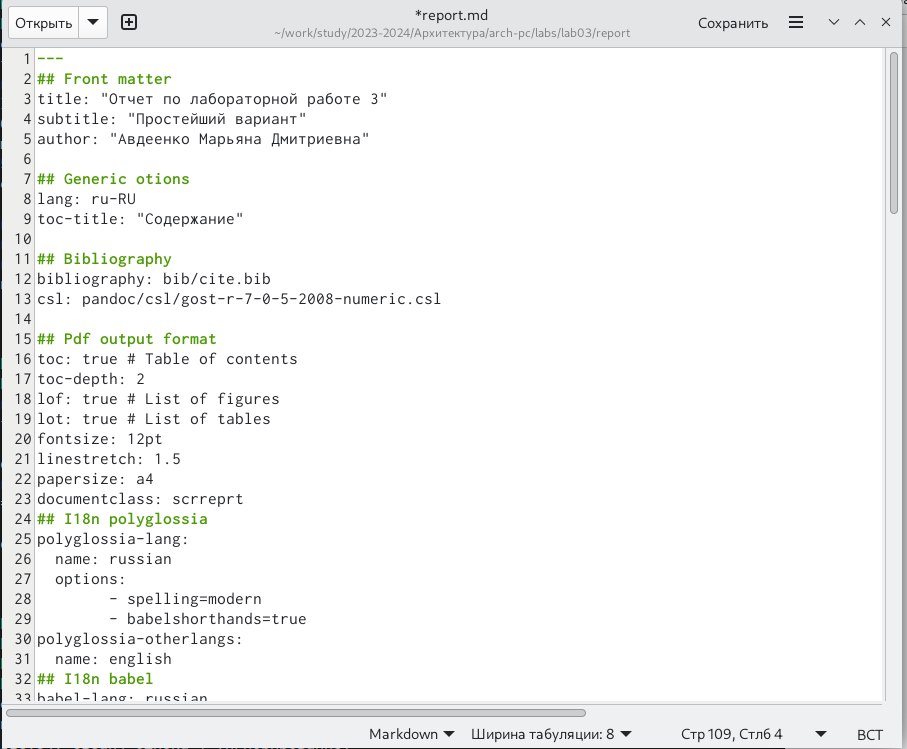 Открыть
*report.md
~/work/study/2023-2024/Архитектура/arch-pc/labs/lab03/report
Сохранить
1 ---
2 ## Front matter
3 title: "Отчет по лабораторной работе 3"
4 subtitle: "Простейший вариант"
5 author: "Авдеенко Марьяна Дмитриевна"
6
7 ## Generic otions
8 lang: ru-RU
9 toc-title: "Содержание"
10
11 ## Bibliography
12 bibliography: bib/cite.bib
13 csl: pandoc/csl/gost-r-7-0-5-2008-numeric.csl
14
15 ## Pdf output format
16 toc: true # Table of contents
17 toc-depth: 2
18 lof: true # List of figures
19 lot: true # List of tables
20 fontsize: 12pt
21 linestretch: 1.5
22 papersize: a4
23 documentclass: scrreprt
24 ## I18n polyglossia
25 polyglossia-lang:
26   name: russian
27   options:
28         - spelling=modern
29         - babelshorthands=true
30 polyglossia-otherlangs:
31   name: english
32 ## I18n babel
33 babel-lang: russian
Markdown Ширина табуляции: 8 Стр 109, Стлб 4 ВСТ